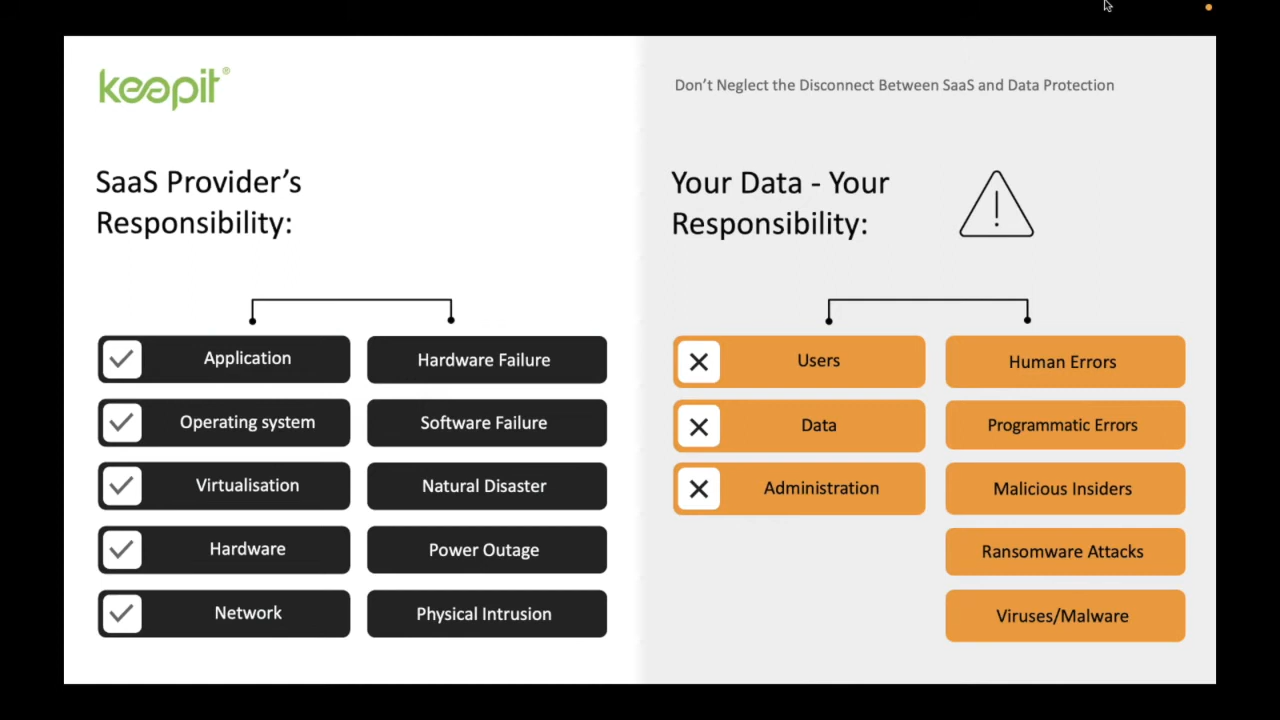 keepit®
Don't Neglect the Disconnect Between SaaS and Data Protection
SaaS Provider's
Responsibility:
Your Data - Your
Responsibility:
Application
Hardware Failure
Operating system
Software Failure
Virtualisation
Natural Disaster
Hardware
Power Outage
Network
Physical Intrusion
Users
Human Errors
Data
Programmatic Errors
Administration
Malicious Insiders
Ransomware Attacks
Viruses/Malware